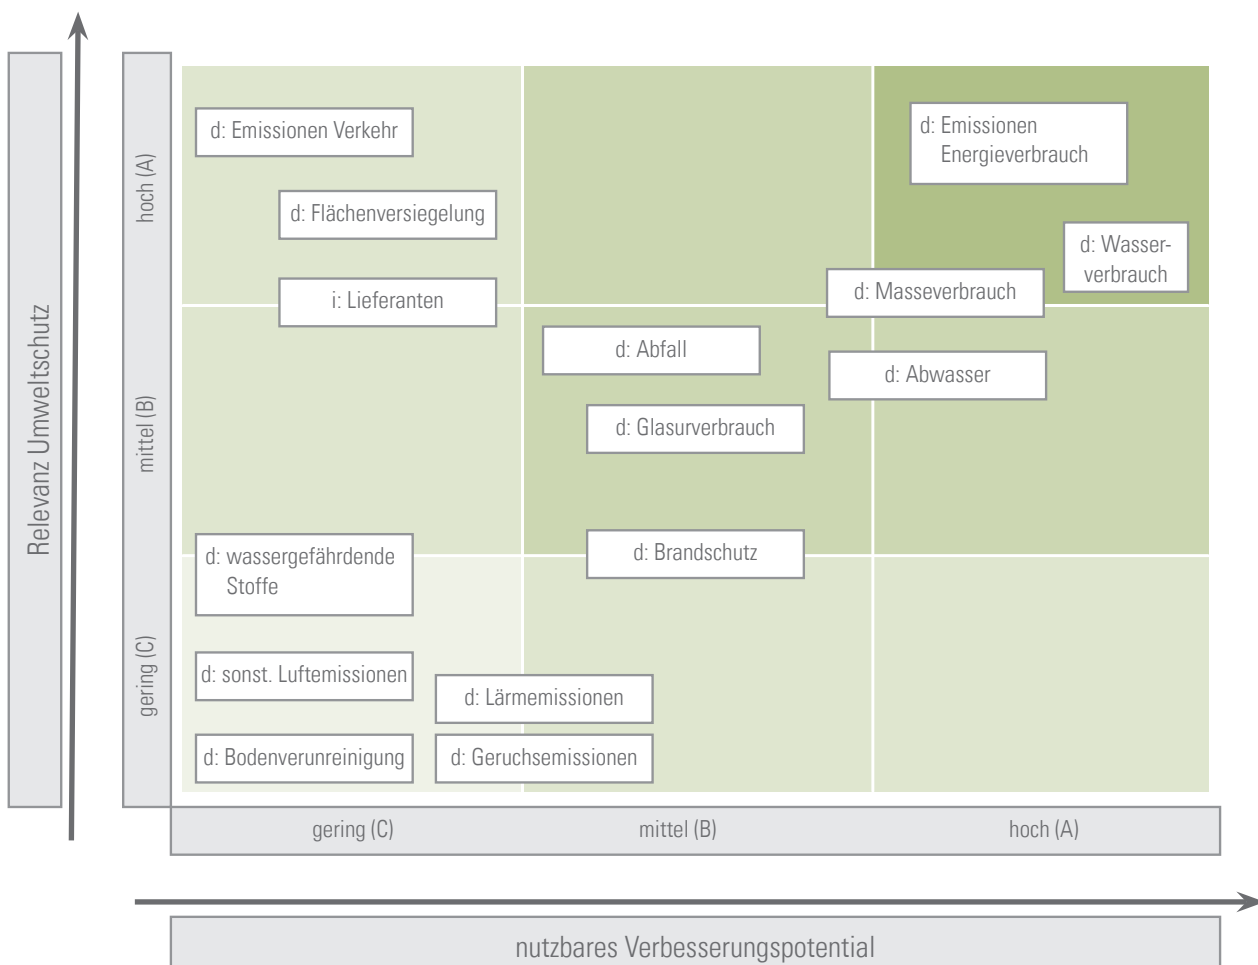 Relevanz Umweltschutz
hoch (A)
mittel (B)
gering (C)
d: Emissionen Verkehr
d: Emissionen
Energieverbrauch
d: Flächenversiegelung
d: Wasser-
verbrauch
i: Lieferanten
d: Masseverbrauch
d: Abfall
d: Abwasser
d: Glasurverbrauch
d: wassergefährdende
Stoffe
d: Brandschutz
d: sonst. Luftemissionen
d: Lärmemissionen
d: Bodenverunreinigung
d: Geruchsemissionen
gering (C)
mittel (B)
hoch (A)
nutzbares Verbesserungspotential